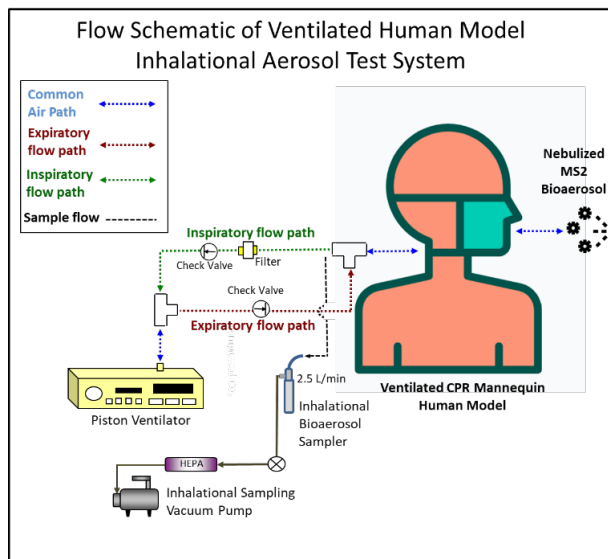 Flow Schematic of Ventilated Human Model
Inhalational Aerosol Test System
Common
Air Path
Expiratory
flow path
Inspiratory
flow path
Sample flow
Nebulized
MS2
Bioaerosol
Inspiratory flow path
Check Valve
Filter
Check Valve
Expiratory flow path
2.5 L/min
Ventilated CPR Mannequin
Human Model
Piston Ventilator
Inhalational
Bioaerosol
Sampler
HEPA
Inhalational Sampling
Vacuum Pump